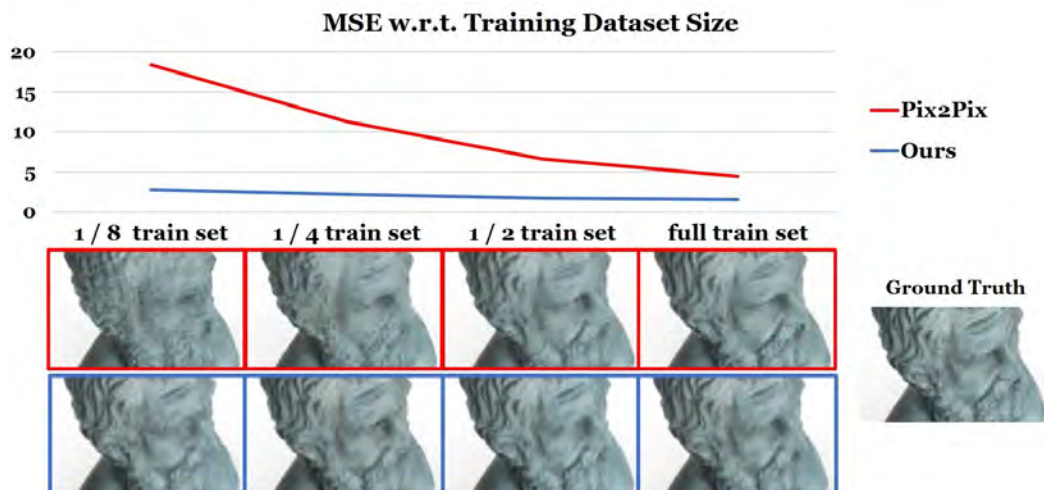 MSE w.r.t. Training Dataset Size
20
15
10
5
0
Pix2Pix
Ours
1 / 8 train set
1 / 4 train set
1 / 2 train set
full train set
Ground Truth